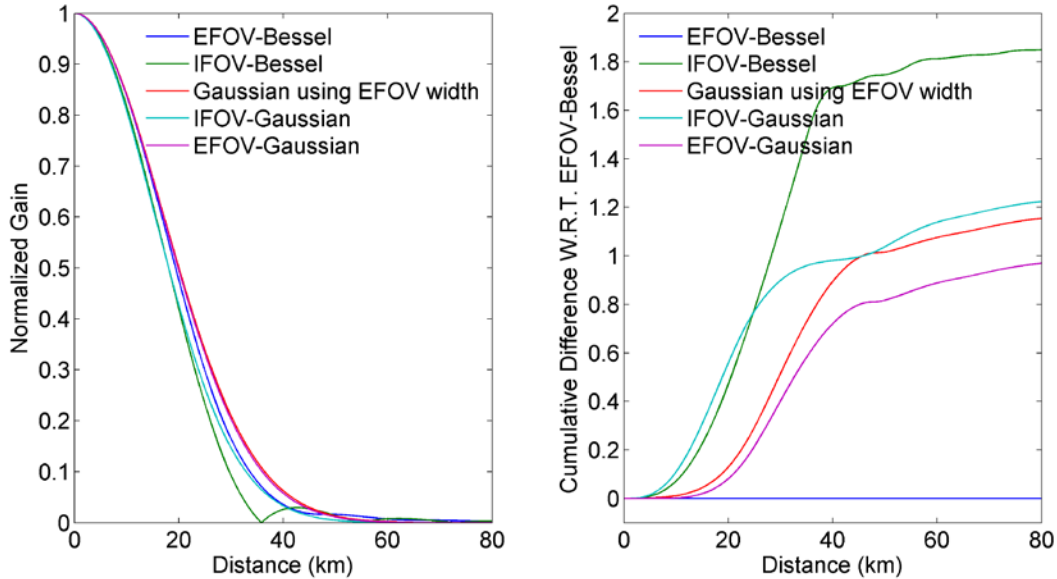 Normalized Gain
1
0.9
0.8
0.7
0.6
0.5
0.4
0.3
0.2
0.1
0
EFOV-Bessel
IFOV-Bessel
Gaussian using EFOV width
IFOV-Gaussian
EFOV-Gaussian
0 20 40 60 80
Distance (km)
Cumulative Difference W.R.T. EFOV-Bessel
2
1.8
1.6
1.4
1.2
1
0.8
0.6
0.4
0.2
0
EFOV-Bessel
IFOV-Bessel
Gaussian using EFOV width
IFOV-Gaussian
EFOV-Gaussian
0 20 40 60 80
Distance (km)